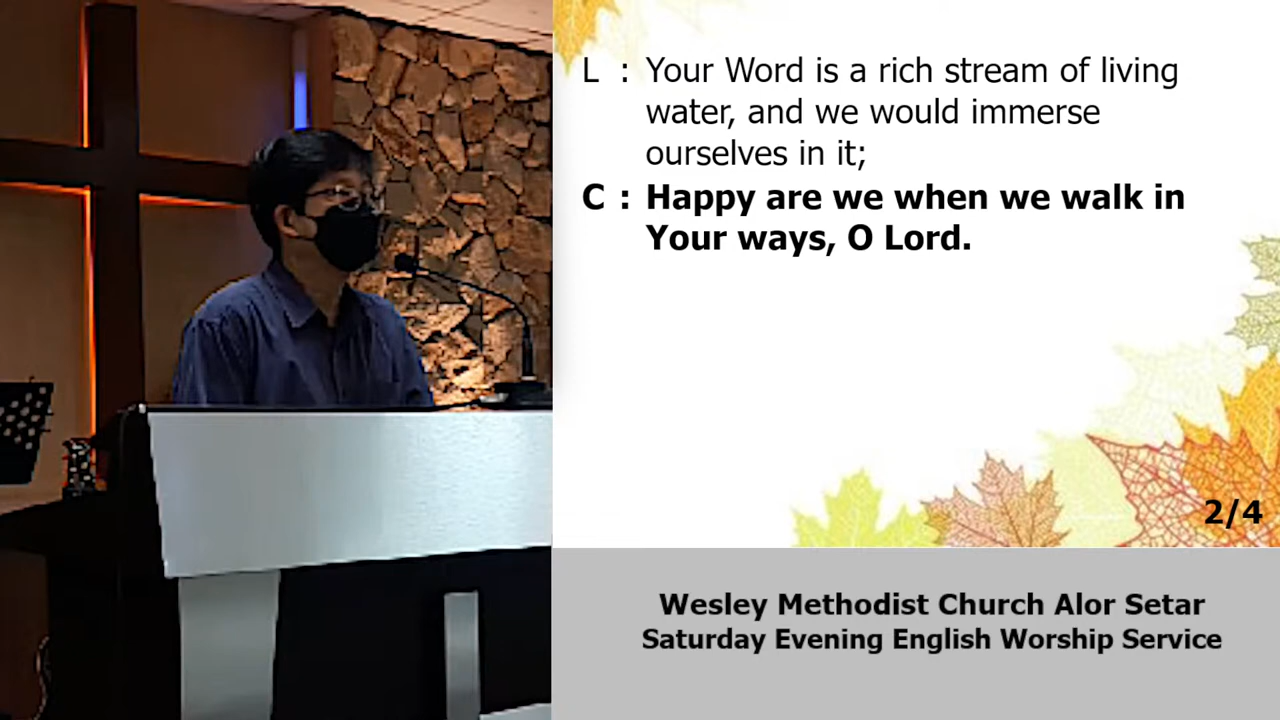 L : Your Word is a rich stream of living
water, and we would immerse
ourselves in it;
C : Happy are we when we walk in
Your ways, O Lord.
2/4
Wesley Methodist Church Alor Setar
Saturday Evening English Worship Service